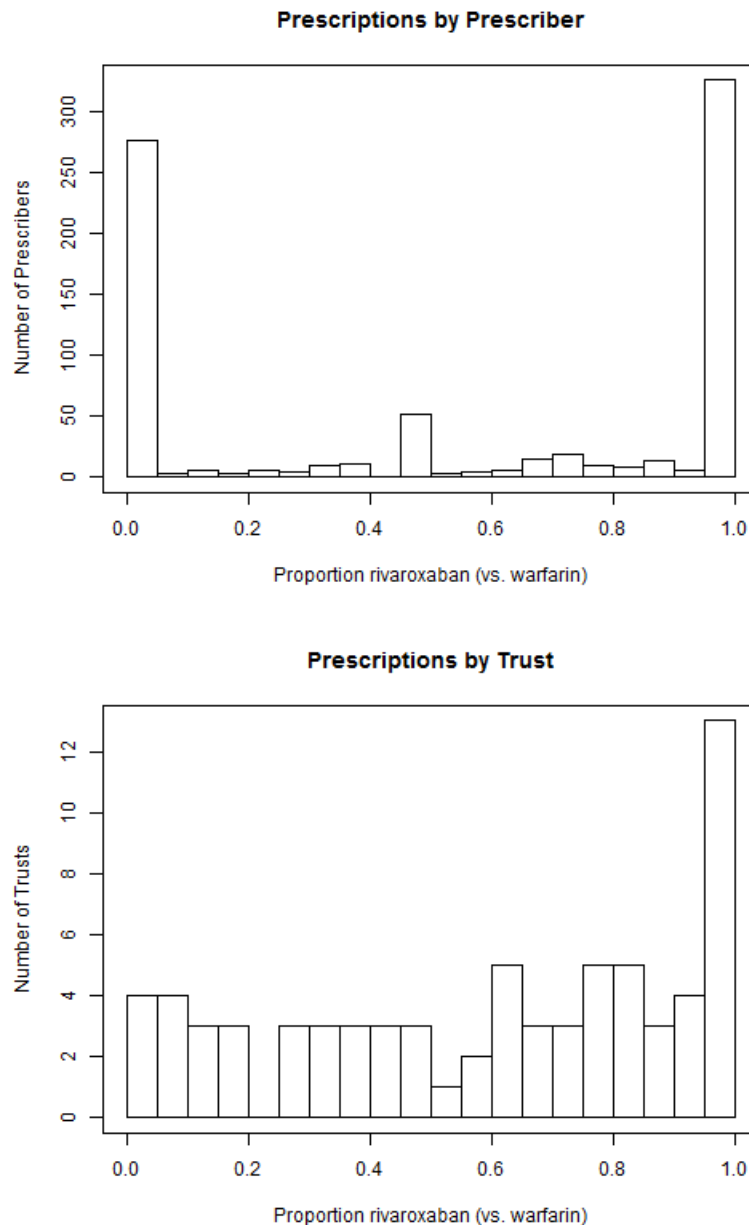 Prescriptions by Prescriber
Number of Prescribers
300
250
200
150
100
50
0
0.0 0.2 0.4 0.6 0.8 1.0
Proportion rivaroxaban (vs. warfarin)
Prescriptions by Trust
Number of Trusts
12
10
8
6
4
2
0
0.0 0.2 0.4 0.6 0.8 1.0
Proportion rivaroxaban (vs. warfarin)